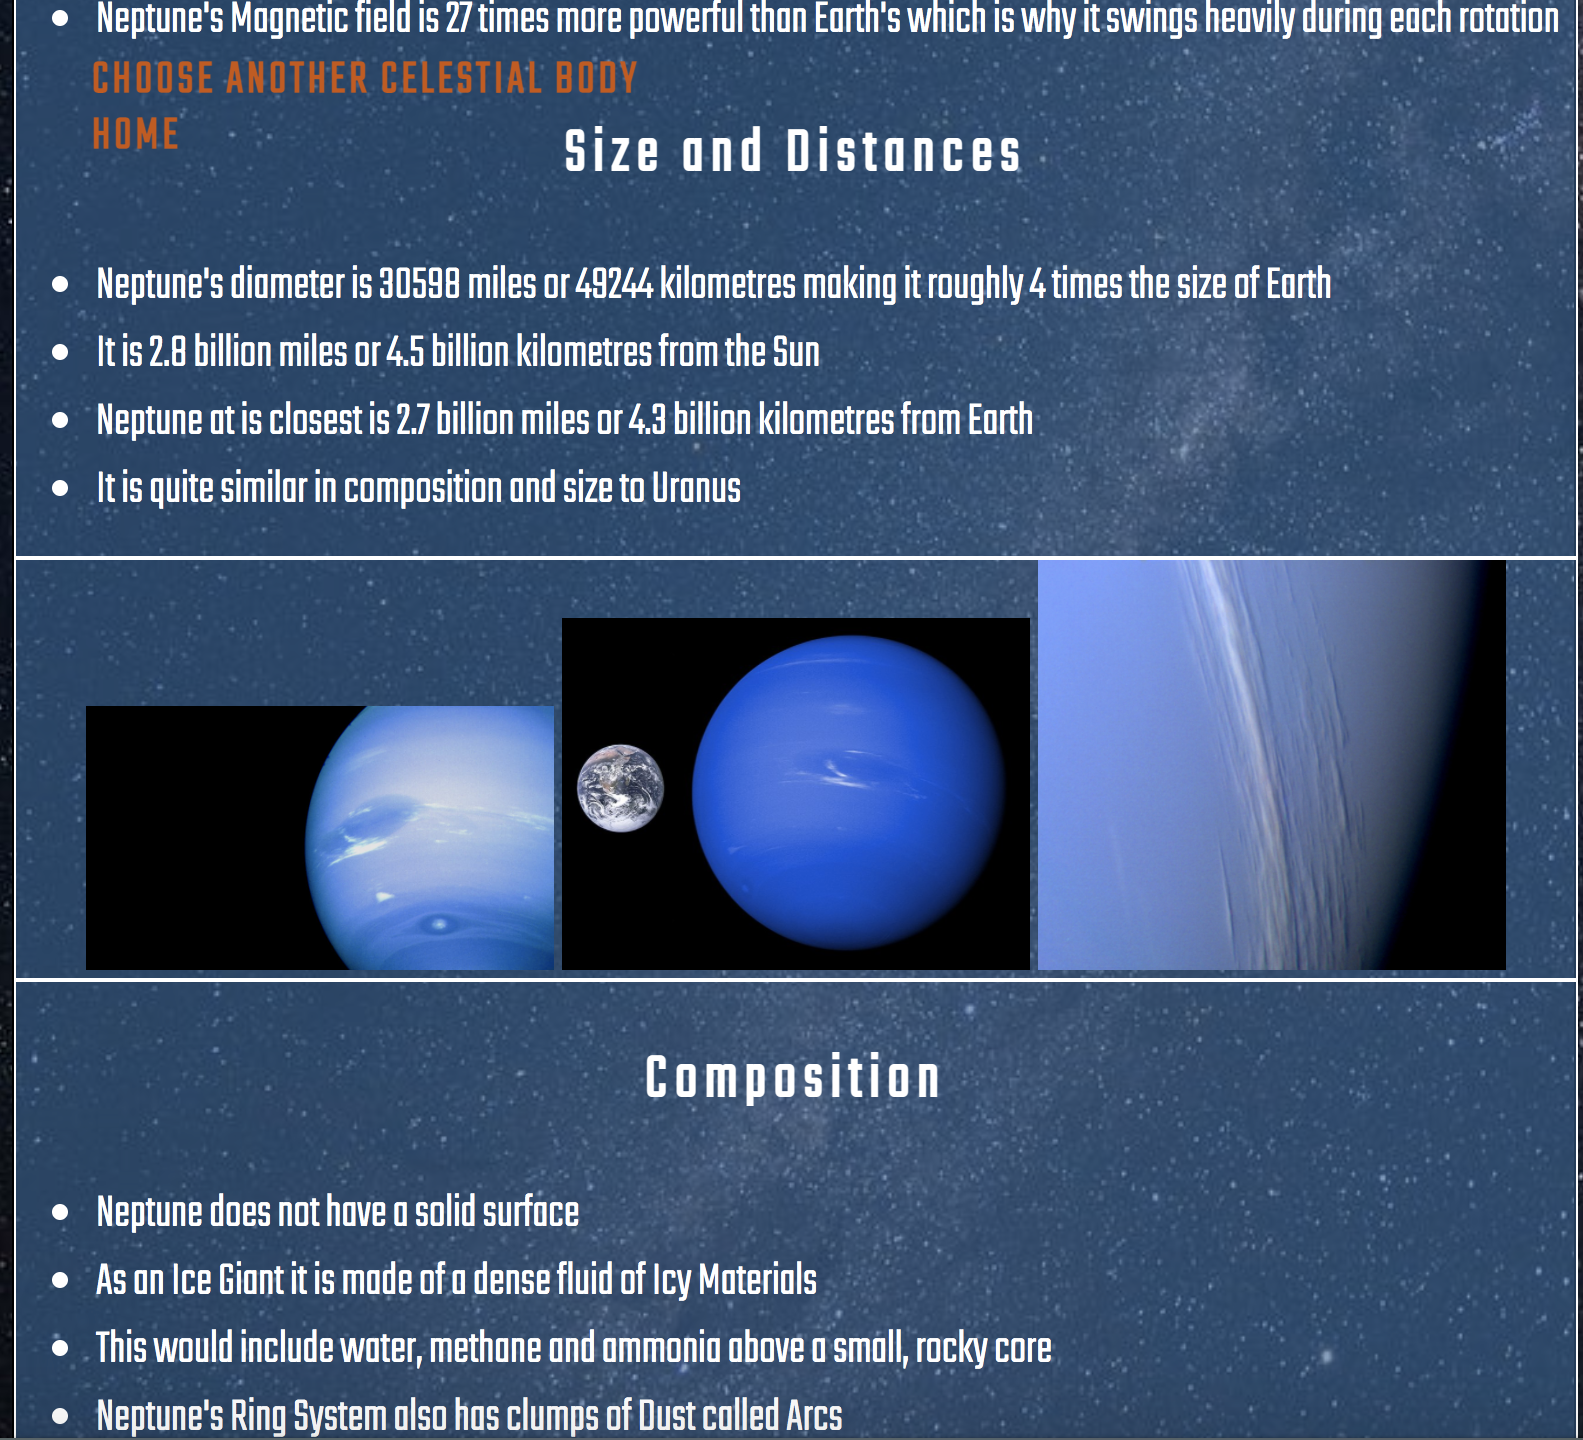 Neptune's Magnetic field is 27 times more powerful than Earth's which is why it swings heavily during each rotation
CHOOSE ANOTHER CELESTIAL BODY
HOME
Size and Distances
Neptune's diameter is 30598 miles or 49244 kilometres making it roughly 4 times the size of Earth
It is 2.8 billion miles or 4.5 billion kilometres from the Sun
Neptune at is closest is 2.7 billion miles or 4.3 billion kilometres from Earth
It is quite similar in composition and size to Uranus
Composition
Neptune does not have a solid surface
As an Ice Giant it is made of a dense fluid of Icy Materials
This would include water, methane and ammonia above a small, rocky core
Neptune's Ring System also has clumps of Dust called Arcs